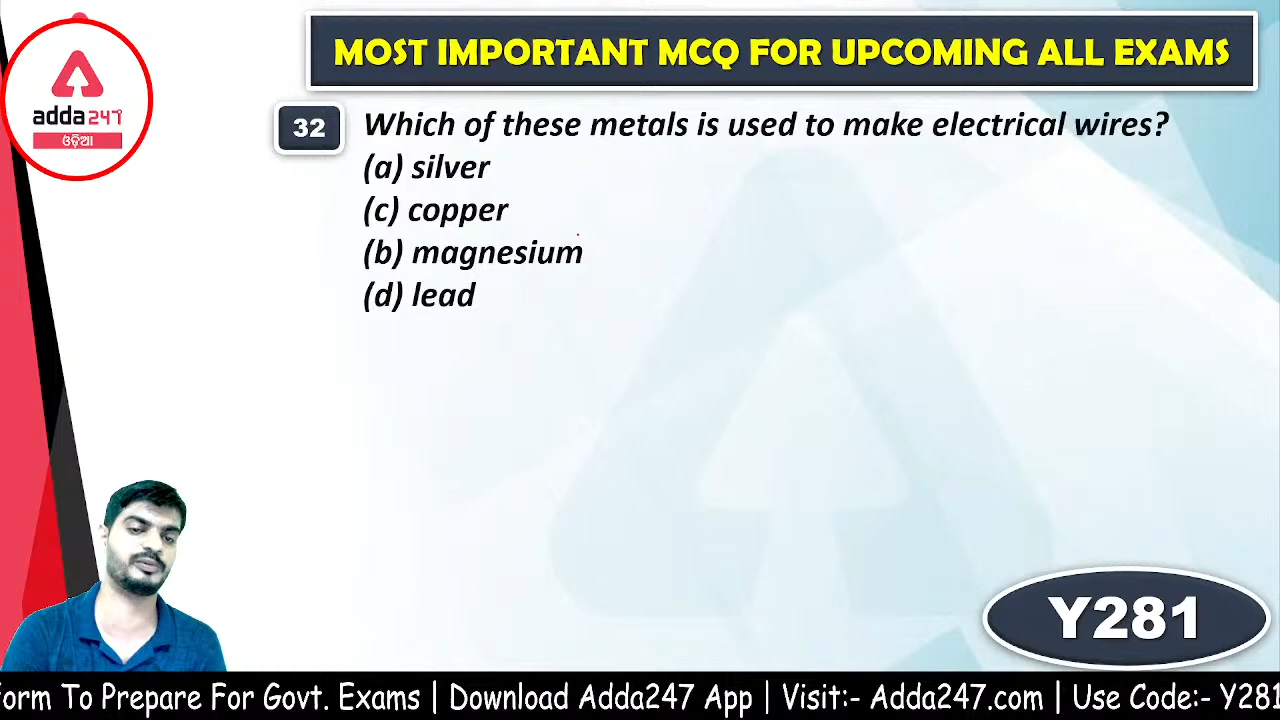 MOST IMPORTANT MCQ FOR UPCOMING ALL EXAMS
adda247
ଓଡ଼ିଆ
32 Which of these metals is used to make electrical wires?
(a) silver
(c) copper
(b) magnesium
(d) lead
Y281
form To Prepare For Govt. Exams | Download Adda247 App | Visit:- Adda247.com | Use Code:- Y281